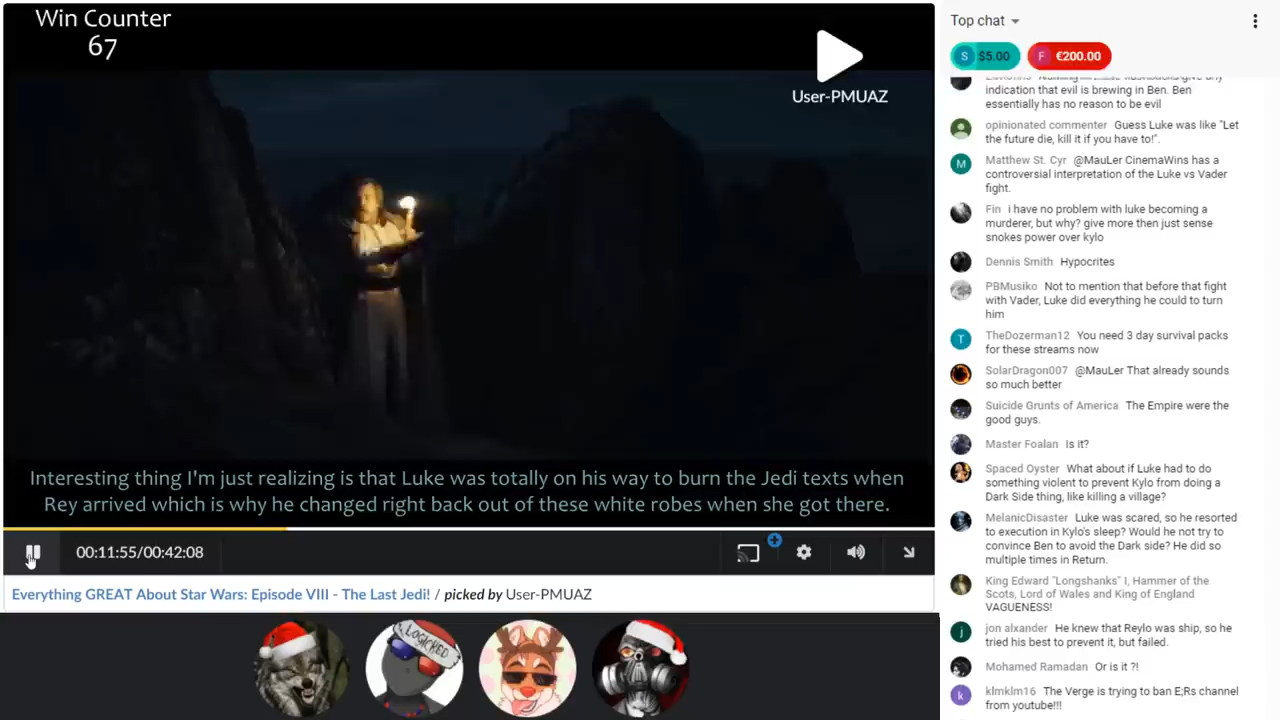 Win Counter
67
User-PMUAZ
Interesting thing I'm just realizing is that Luke was totally on his way to burn the Jedi texts when
Rey arrived which is why he changed right back out of these white robes when she got there.
00:11:55/00:42:08
Everything GREAT About Star Wars: Episode VIII - The Last Jedi! / picked by User-PMUAZ
LOGICKED
Top chat
S $5.00 F €200.00
indication that evil is brewing in Ben. Ben
essentially has no reason to be evil
opinionated commenter Guess Luke was like "Let
the future die, kill it if you have to!".
M Matthew St. Cyr @MauLer CinemaWins has a
controversial interpretation of the Luke vs Vader
fight.
Fin i have no problem with luke becoming a
murderer, but why? give more then just sense
snokes power over kylo
Dennis Smith Hypocrites
PBMusiko Not to mention that before that fight
with Vader, Luke did everything he could to turn
him
T TheDozerman12 You need 3 day survival packs
for these streams now
SolarDragon007 @MauLer That already sounds
so much better
Suicide Grunts of America The Empire were the
good guys.
Master Foalan Is it?
Spaced Oyster What about if Luke had to do
something violent to prevent Kylo from doing a
Dark Side thing, like killing a village?
MelanicDisaster Luke was scared, so he resorted
to execution in Kylo's sleep? Would he not try to
convince Ben to avoid the Dark side? He did so
multiple times in Return.
King Edward "Longshanks" I, Hammer of the
Scots, Lord of Wales and King of England
VAGUENESS!
j jon alxander He knew that Reylo was ship, so he
tried his best to prevent it, but failed.
Mohamed Ramadan Or is it ?!
k klmklm16 The Verge is trying to ban E;Rs channel
from youtube!!!